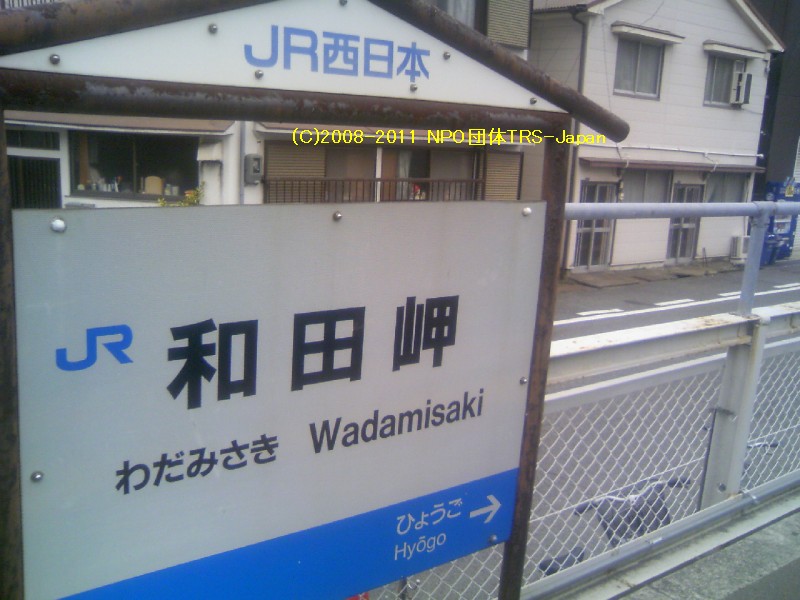 JR西日本
(C)2008-2011 NPO団体TRS-Japan
JR 和田岬
わだみさき Wadamisaki
ひょうご →
Hyōgo